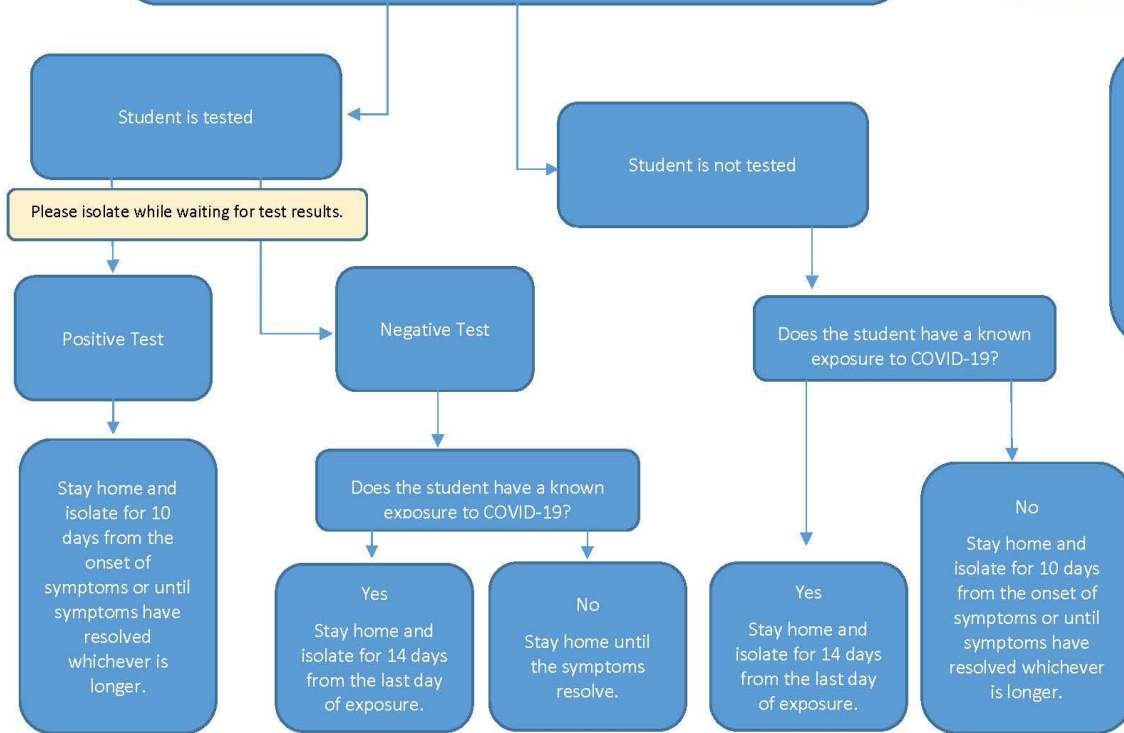 Student is tested
Student is not tested
Please isolate while waiting for test results.
Positive Test
Negative Test
Does the student have a known
exposure to COVID-19?
Stay home and
isolate for 10
days from the
onset of
symptoms or until
symptoms have
resolved
whichever is
longer.
Does the student have a known
exposure to COVID-19?
Yes
Stay home and
isolate for 14 days
from the last day
of exposure.
No
Stay home until
the symptoms
resolve.
Yes
Stay home and
isolate for 14 days
from the last day
of exposure.
No
Stay home and
isolate for 10 days
from the onset of
symptoms or until
symptoms have
resolved whichever
is longer.